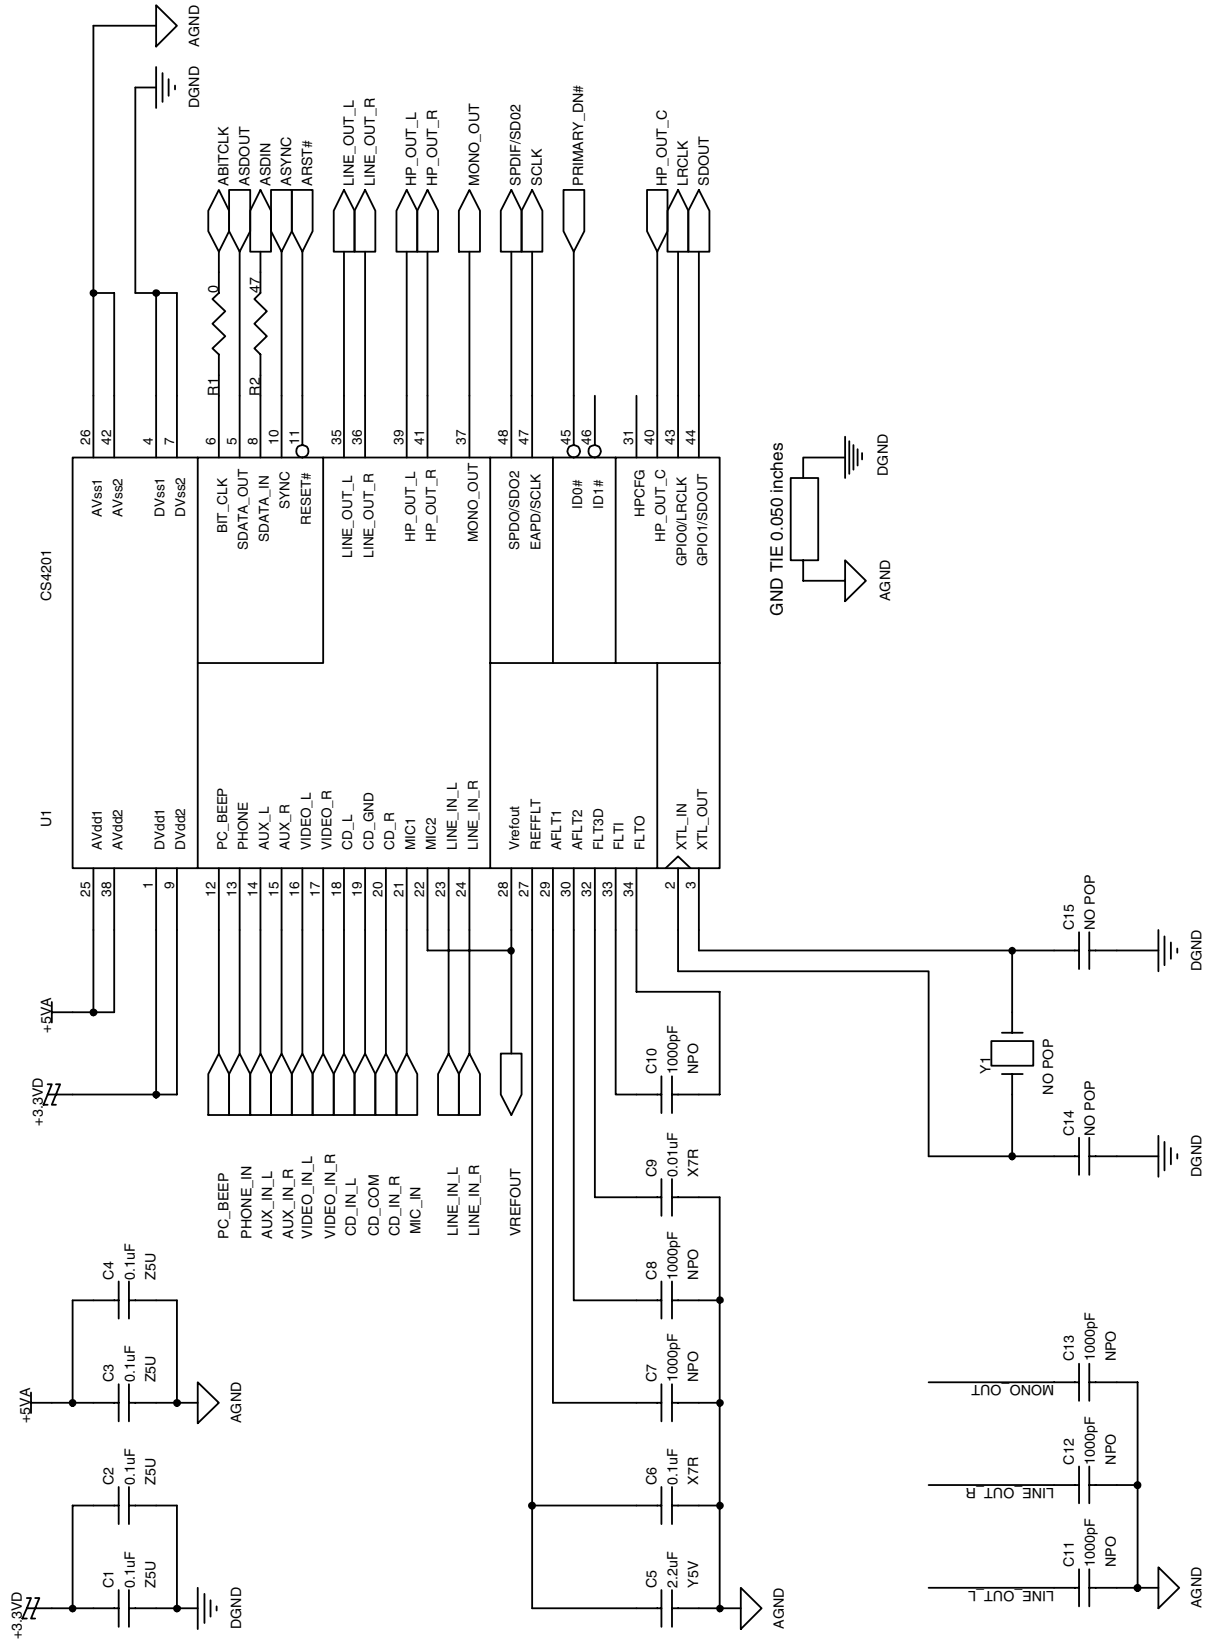 AGND
DGND
ABITCLK
ASDOUT
ASDIN
ASYNC
ARST#
LINE_OUT_L
LINE_OUT_R
HP_OUT_L
HP_OUT_R
MONO_OUT
SPDIF/SD02
SCLK
PRIMARY_DN#
HP_OUT_C
LRCLK
SDOUT
R1
0
R2
47
26
42
4
7
6
5
8
10
11
35
36
39
41
37
48
47
45
46
31
40
43
44
CS4201
AVss1
AVss2
DVss1
DVss2
BIT_CLK
SDATA_OUT
SDATA_IN
SYNC
RESET#
LINE_OUT_L
LINE_OUT_R
HP_OUT_L
HP_OUT_R
MONO_OUT
SPDO/SDO2
EAPD/SCLK
ID0#
ID1#
HPCFG
HP_OUT_C
GPIO0/LRCLK
GPIO1/SDOUT
GND TIE 0.050 inches
AGND
DGND
U1
AVdd1
AVdd2
DVdd1
DVdd2
PC_BEEP
PHONE
AUX_L
AUX_R
VIDEO_L
VIDEO_R
CD_L
CD_GND
CD_R
MIC1
MIC2
LINE_IN_L
LINE_IN_R
Vrefout
REFFLT
AFLT1
AFLT2
FLT3D
FLTI
FLTO
XTL_IN
XTL_OUT
25
38
1
9
12
13
14
15
16
17
18
19
20
21
22
23
24
28
27
29
30
32
33
34
2
3
+5VA
+3.3VD
PC_BEEP
PHONE_IN
AUX_IN_L
AUX_IN_R
VIDEO_IN_L
VIDEO_IN_R
CD_IN_L
CD_COM
CD_IN_R
MIC_IN
LINE_IN_L
LINE_IN_R
VREFOUT
C10
1000pF
NPO
C9
0.01uF
X7R
C8
1000pF
NPO
C7
1000pF
NPO
C6
0.1uF
X7R
C5
2.2uF
Y5V
AGND
C15
NO POP
DGND
Y1
NO POP
C14
NO POP
DGND
+5VA
C4
0.1uF
Z5U
C3
0.1uF
Z5U
AGND
+3.3VD
C2
0.1uF
Z5U
C1
0.1uF
Z5U
DGND
MONO_OUT
C13
1000pF
NPO
LINE_OUT_R
C12
1000pF
NPO
LINE_OUT_L
C11
1000pF
NPO
AGND